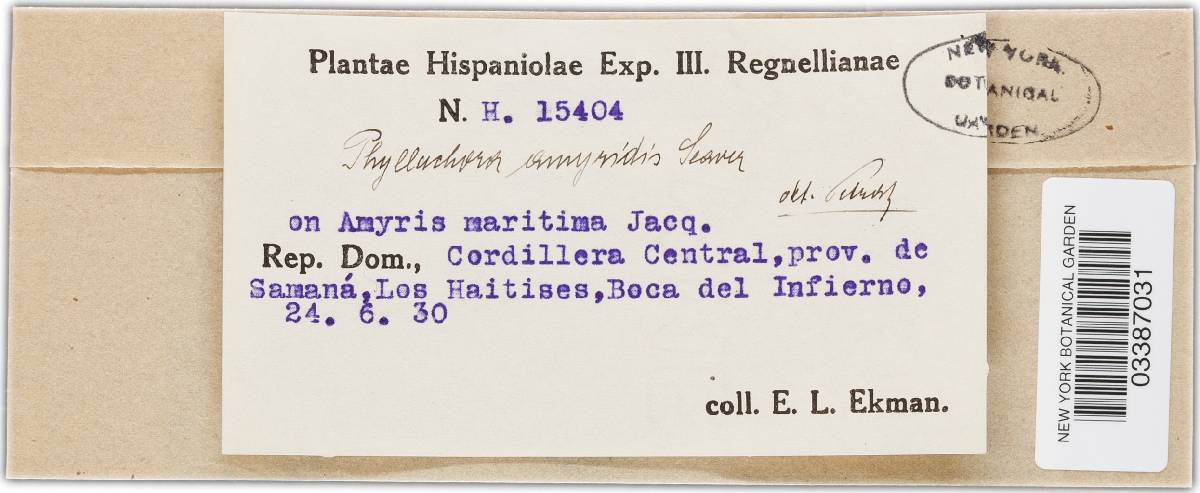 Plantae Hispaniolae Exp. III. Regnellianae
N. H. 15404
Phyllachora amyridis Seaver
det. Petrak
on Amyris maritima Jacq.
Rep. Dom., Cordillera Central,prov. de
Samaná,Los Haitises,Boca del Infierno,
24. 6. 30
coll. E. L. Ekman.
NEW YORK
BOTANICAL
GARDEN
NEW YORK BOTANICAL GARDEN
03387031